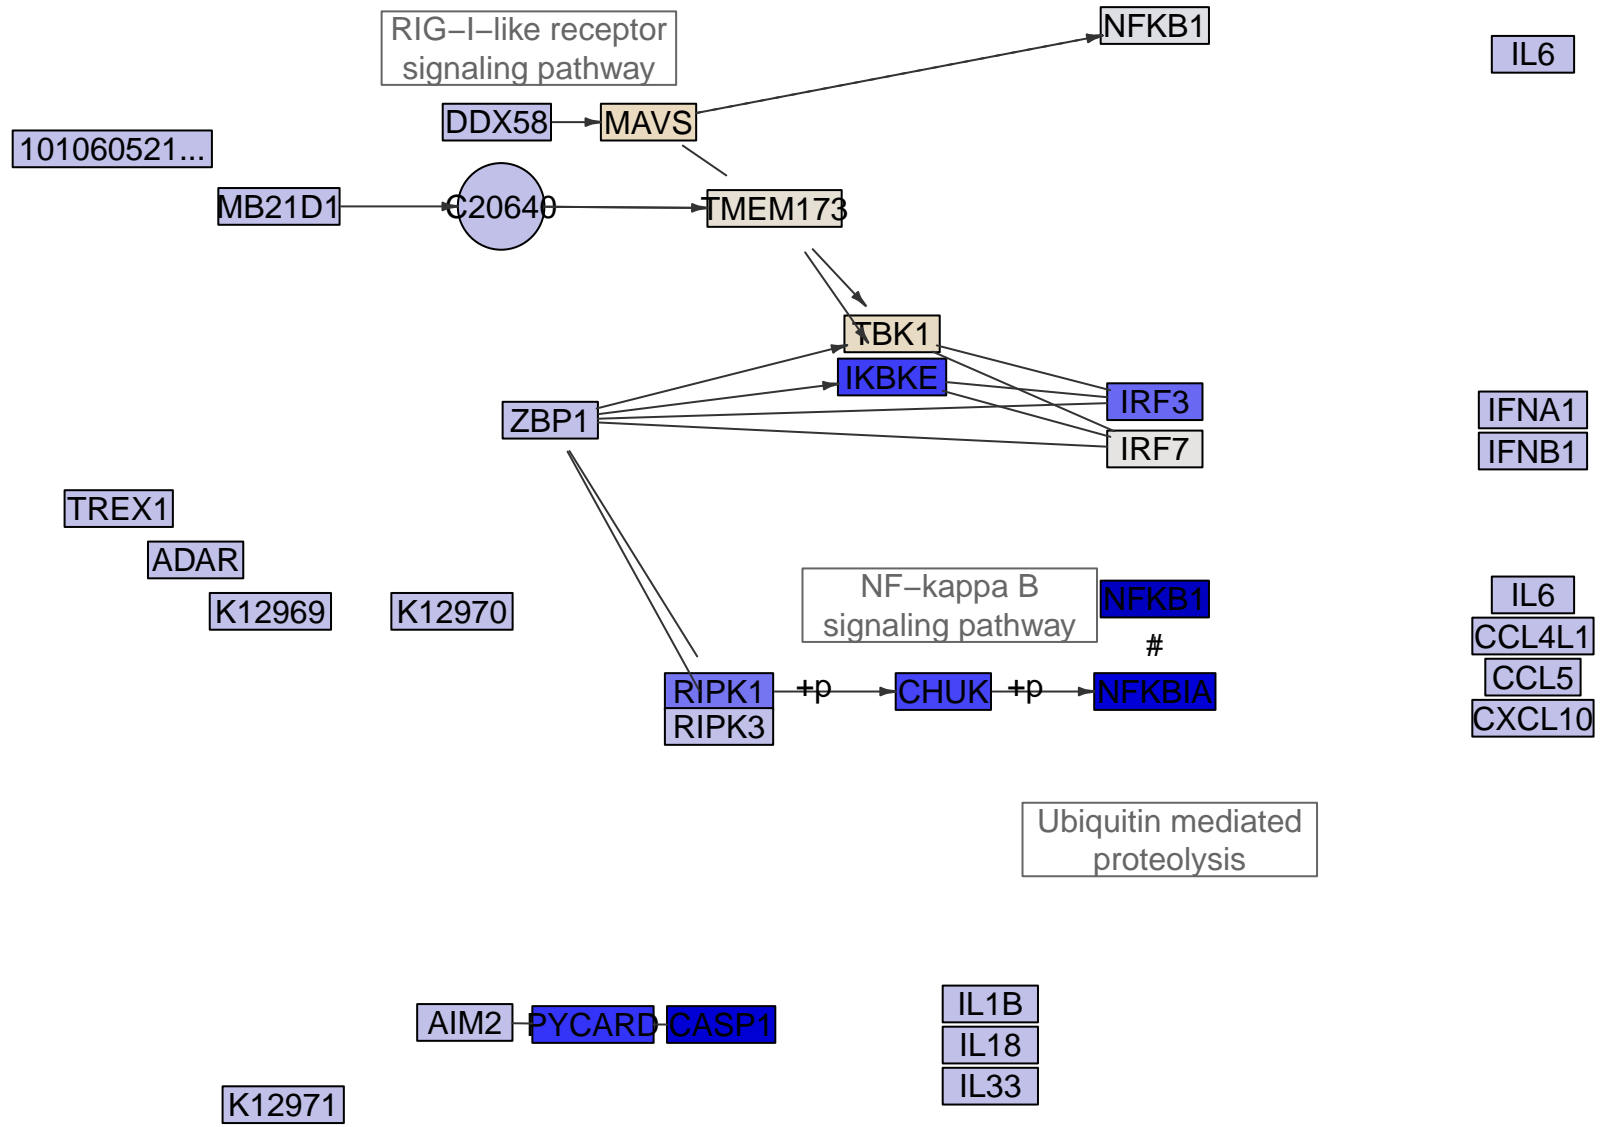 RIG−I−like receptor
signaling pathway
NFKB1
IL6
DDX58
MAVS
101060521...
MB21D1
C20640
TMEM173
TBK1
IKBKE
ZBP1
IRF3
IRF7
IFNA1
IFNB1
TREX1
ADAR
K12969
K12970
NF−kappa B
signaling pathway
NFKB1
#
IL6
CCL4L1
CCL5
CXCL10
RIPK1
+p
CHUK
+p
NFKBIA
RIPK3
Ubiquitin mediated
proteolysis
AIM2
PYCARD
CASP1
IL1B
IL18
IL33
K12971